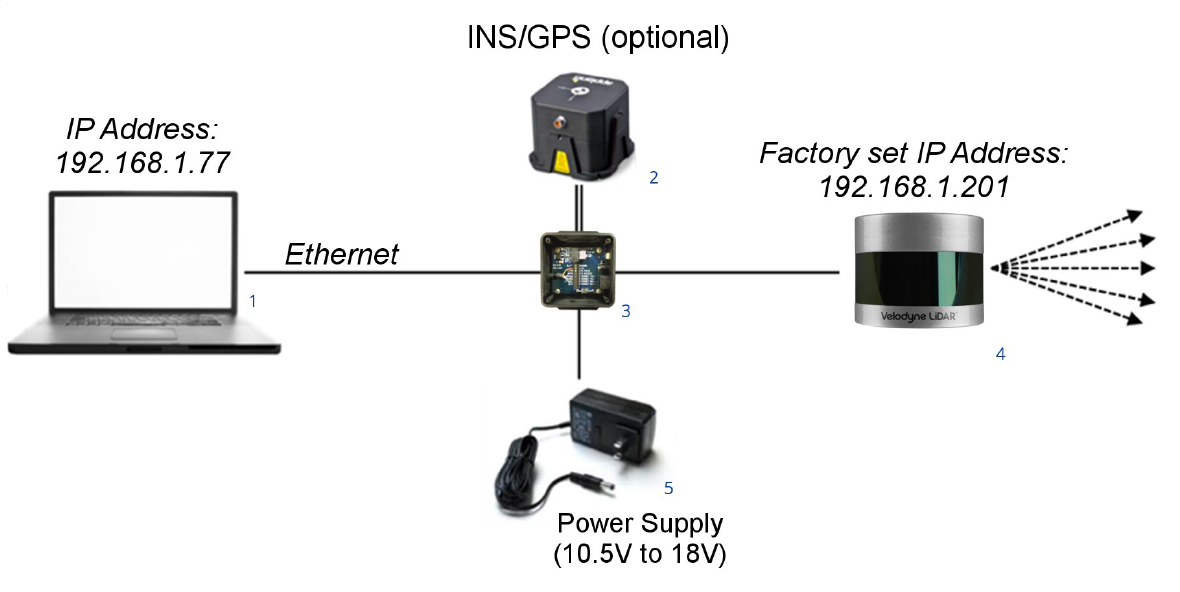 INS/GPS (optional)
IP Address:
192.168.1.77
Factory set IP Address:
192.168.1.201
Ethernet
1
2
3
Velodyne LiDAR
4
5
Power Supply
(10.5V to 18V)